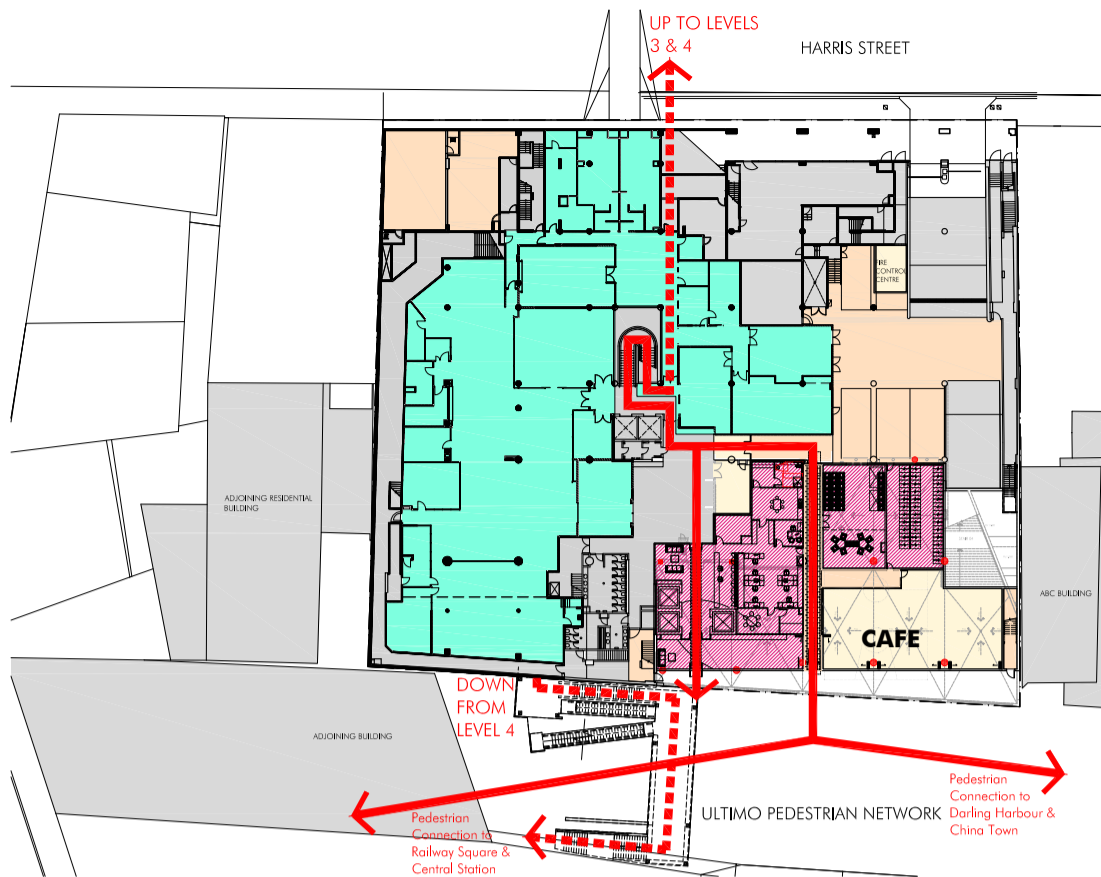 UP TO LEVELS
3 & 4
HARRIS STREET
FIRE
CONTROL
CENTRE
ADJOINING RESIDENTIAL
BUILDING
ABC BUILDING
CAFE
DOWN
FROM
LEVEL 4
ADJOINING BUILDING
Pedestrian
Connection to
Darling Harbour &
China Town
ULTIMO PEDESTRIAN NETWORK
Pedestrian
Connection to
Railway Square &
Central Station